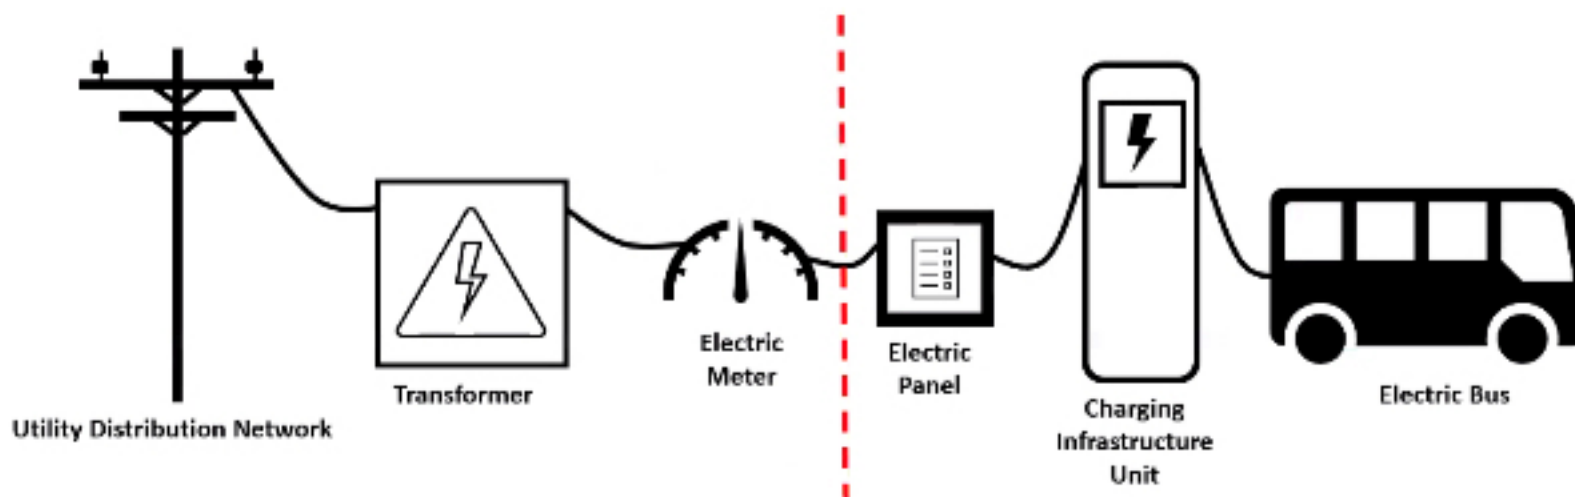 Utility Distribution Network
Transformer
Electric
Meter
Electric
Panel
Charging
Infrastructure
Unit
Electric Bus